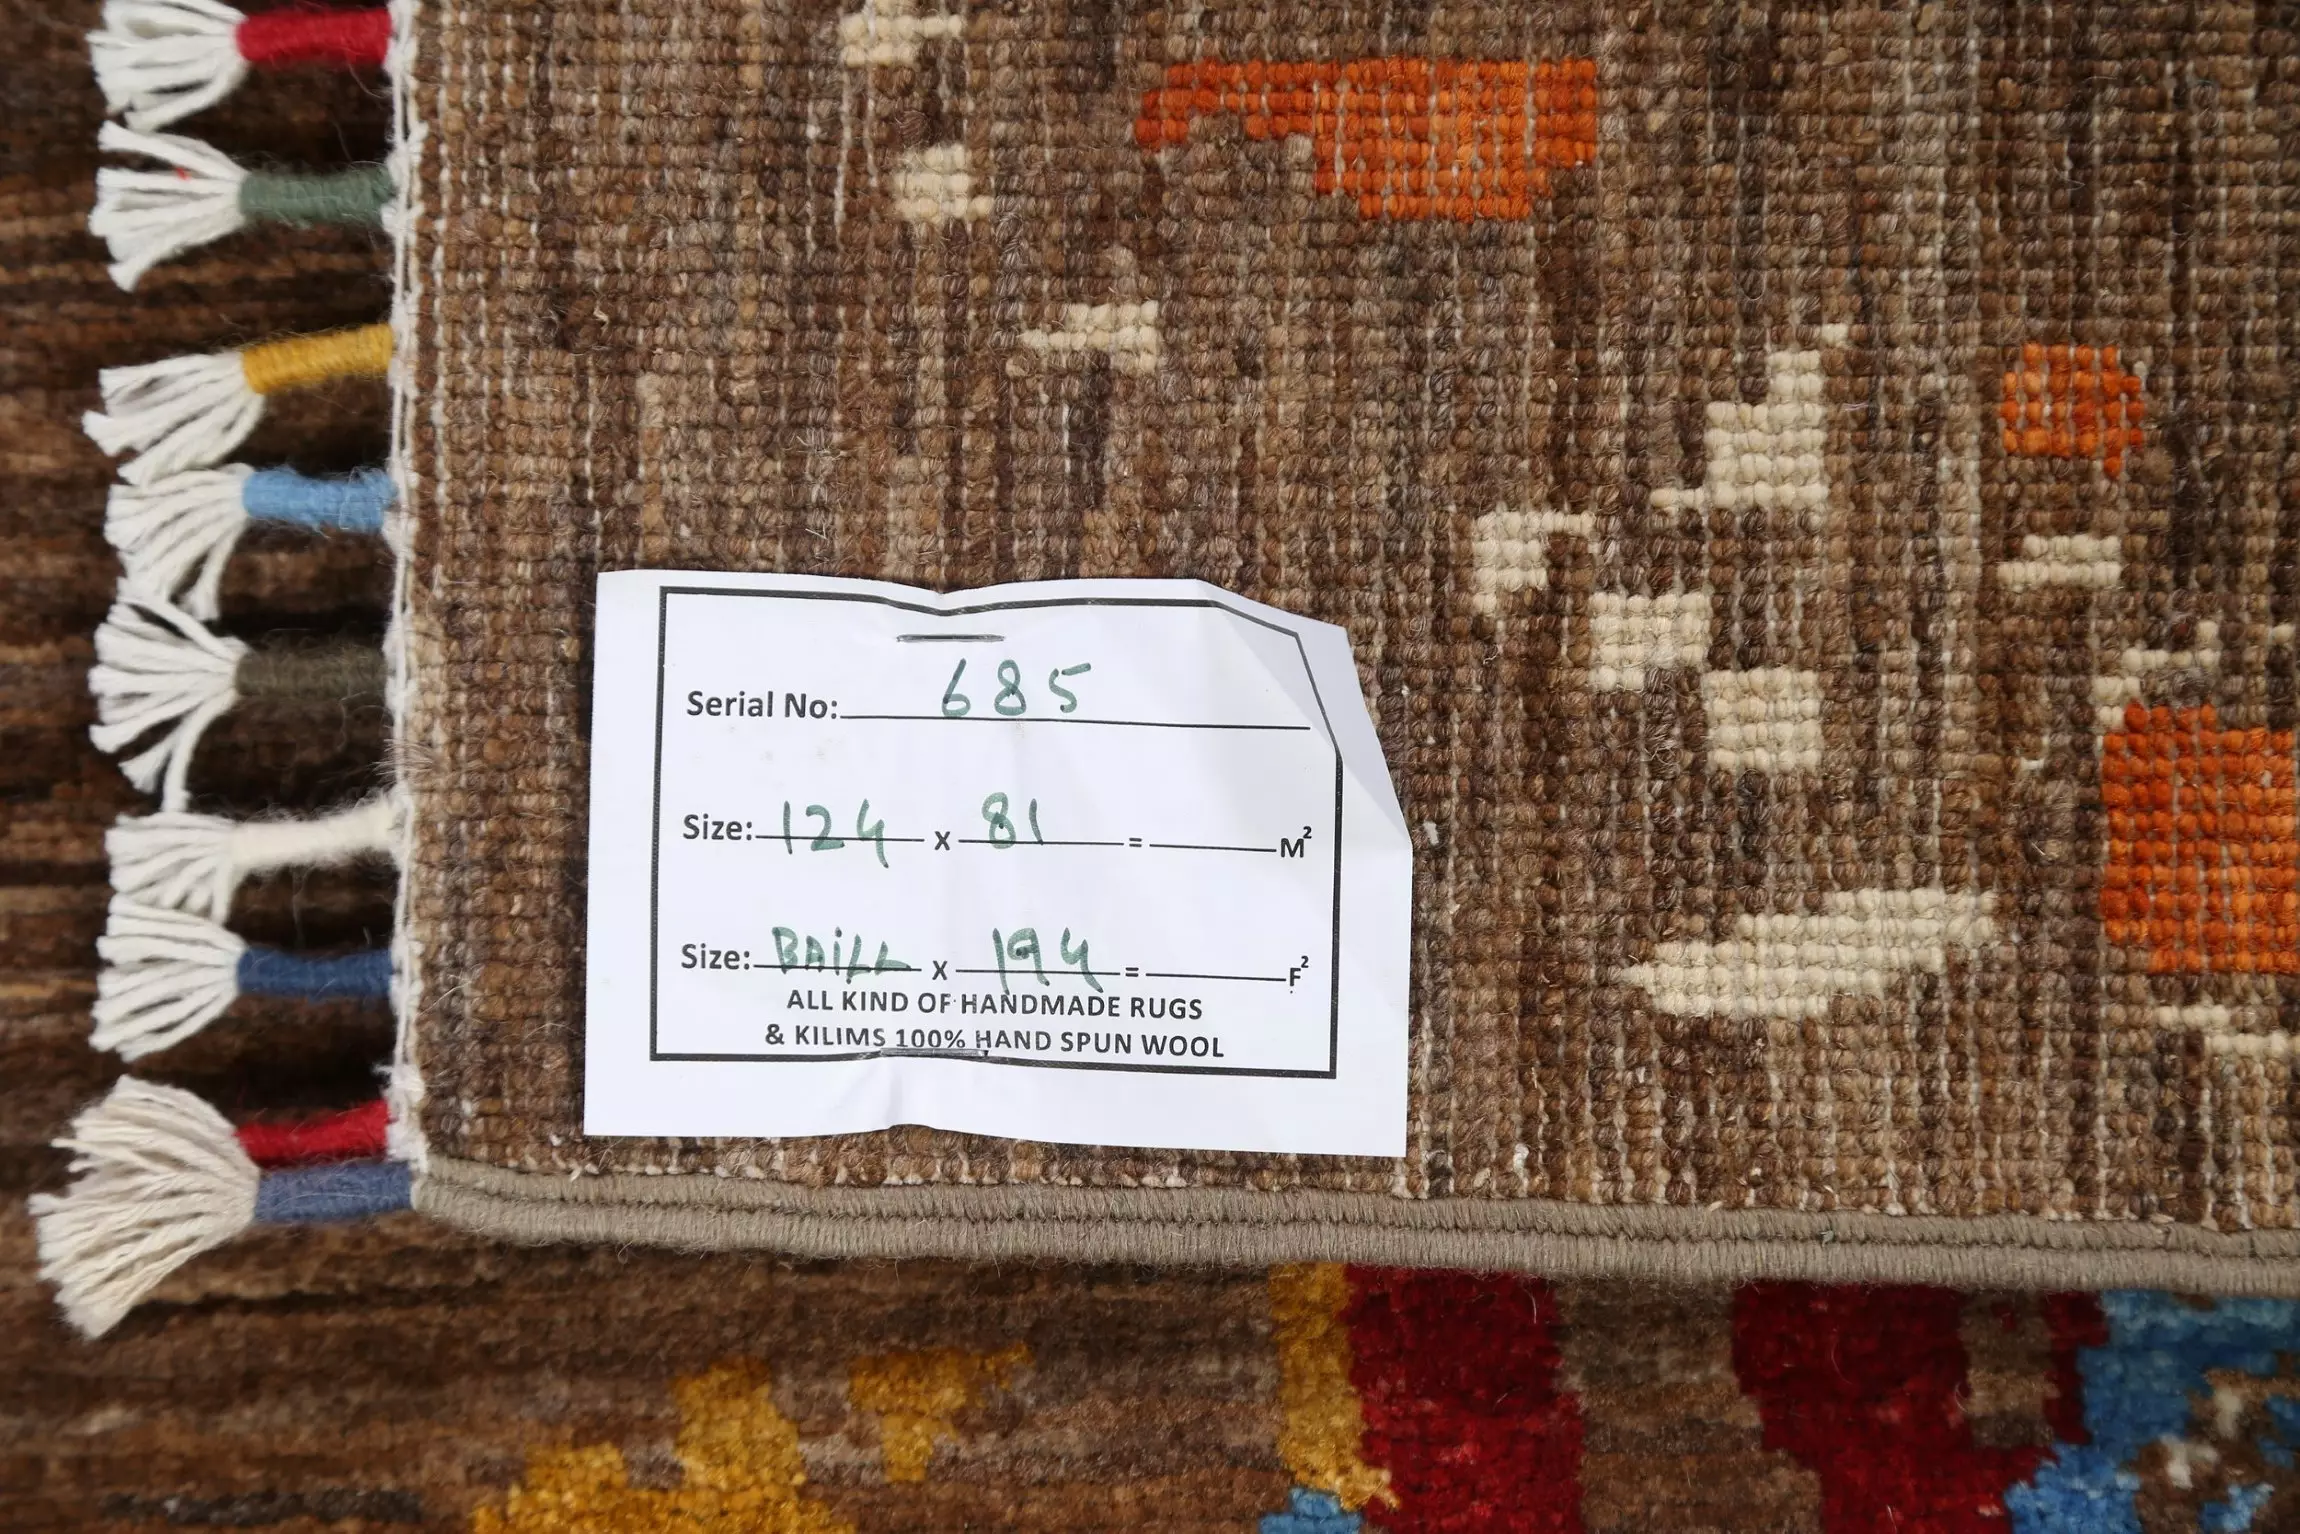 Serial No: 685
Size: 124 x 81 = M²
Size: BAILL x 194 = F²
ALL KIND OF HANDMADE RUGS
& KILIMS 100% HAND SPUN WOOL